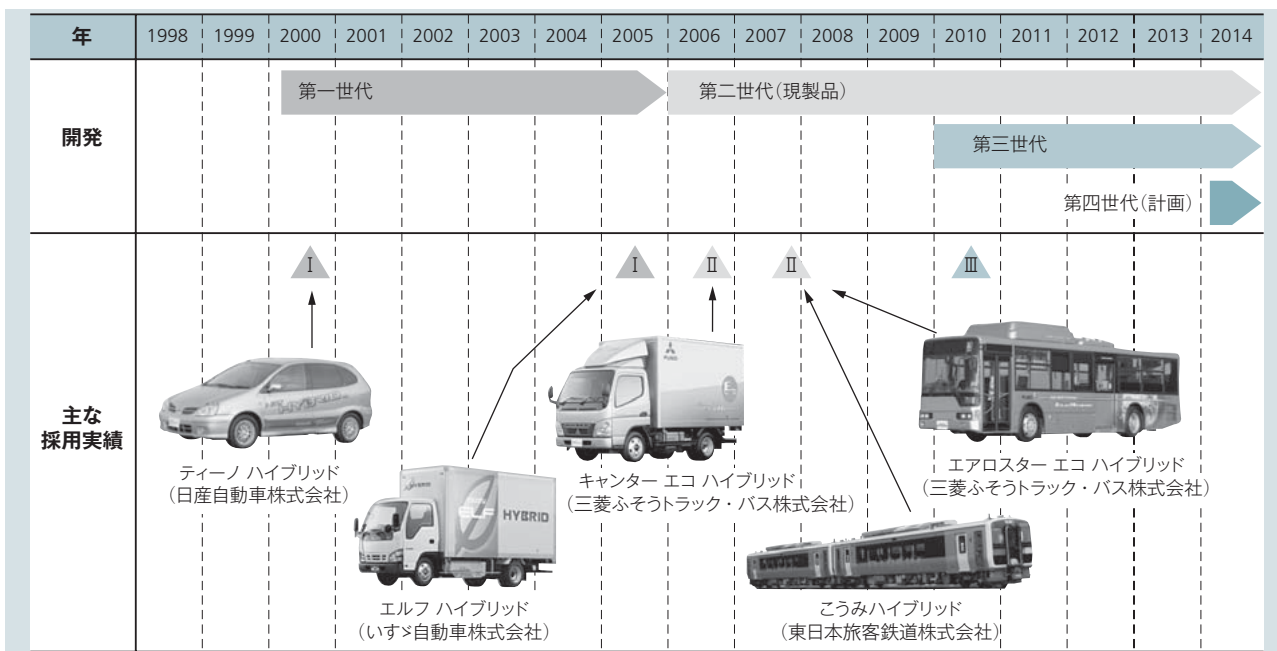 年 1998 1999 2000 2001 2002 2003 2004 2005 2006 2007 2008 2009 2010 2011 2012 2013 2014
開発
第一世代
第二世代（現製品）
第三世代
第四世代（計画）
主な
採用実績
Ⅰ Ⅰ Ⅱ Ⅱ Ⅲ
ティーノ ハイブリッド
（日産自動車株式会社）
HYBRID
ELF
エルフ ハイブリッド
（いすゞ自動車株式会社）
FUSO
キャンター エコ ハイブリッド
（三菱ふそうトラック・バス株式会社）
エアロスター エコ ハイブリッド
（三菱ふそうトラック・バス株式会社）
こうみハイブリッド
（東日本旅客鉄道株式会社）